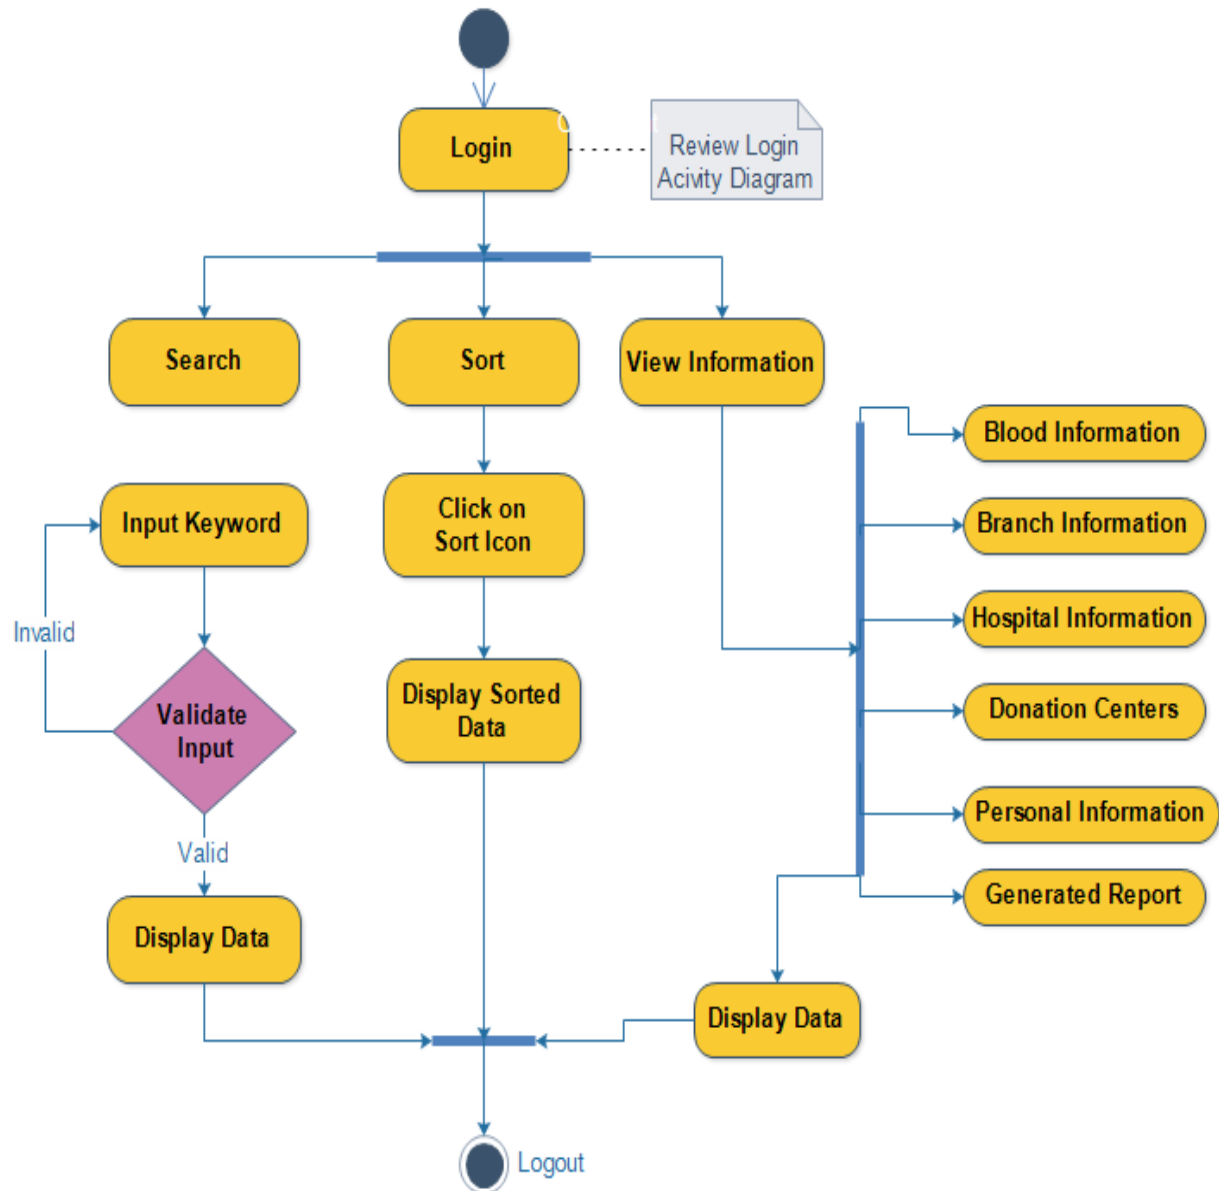 Login
Review Login
Acivity Diagram
Search
Sort
View Information
Blood Information
Input Keyword
Click on
Sort Icon
Branch Information
Invalid
Hospital Information
Validate
Input
Display Sorted
Data
Donation Centers
Personal Information
Valid
Generated Report
Display Data
Display Data
Logout